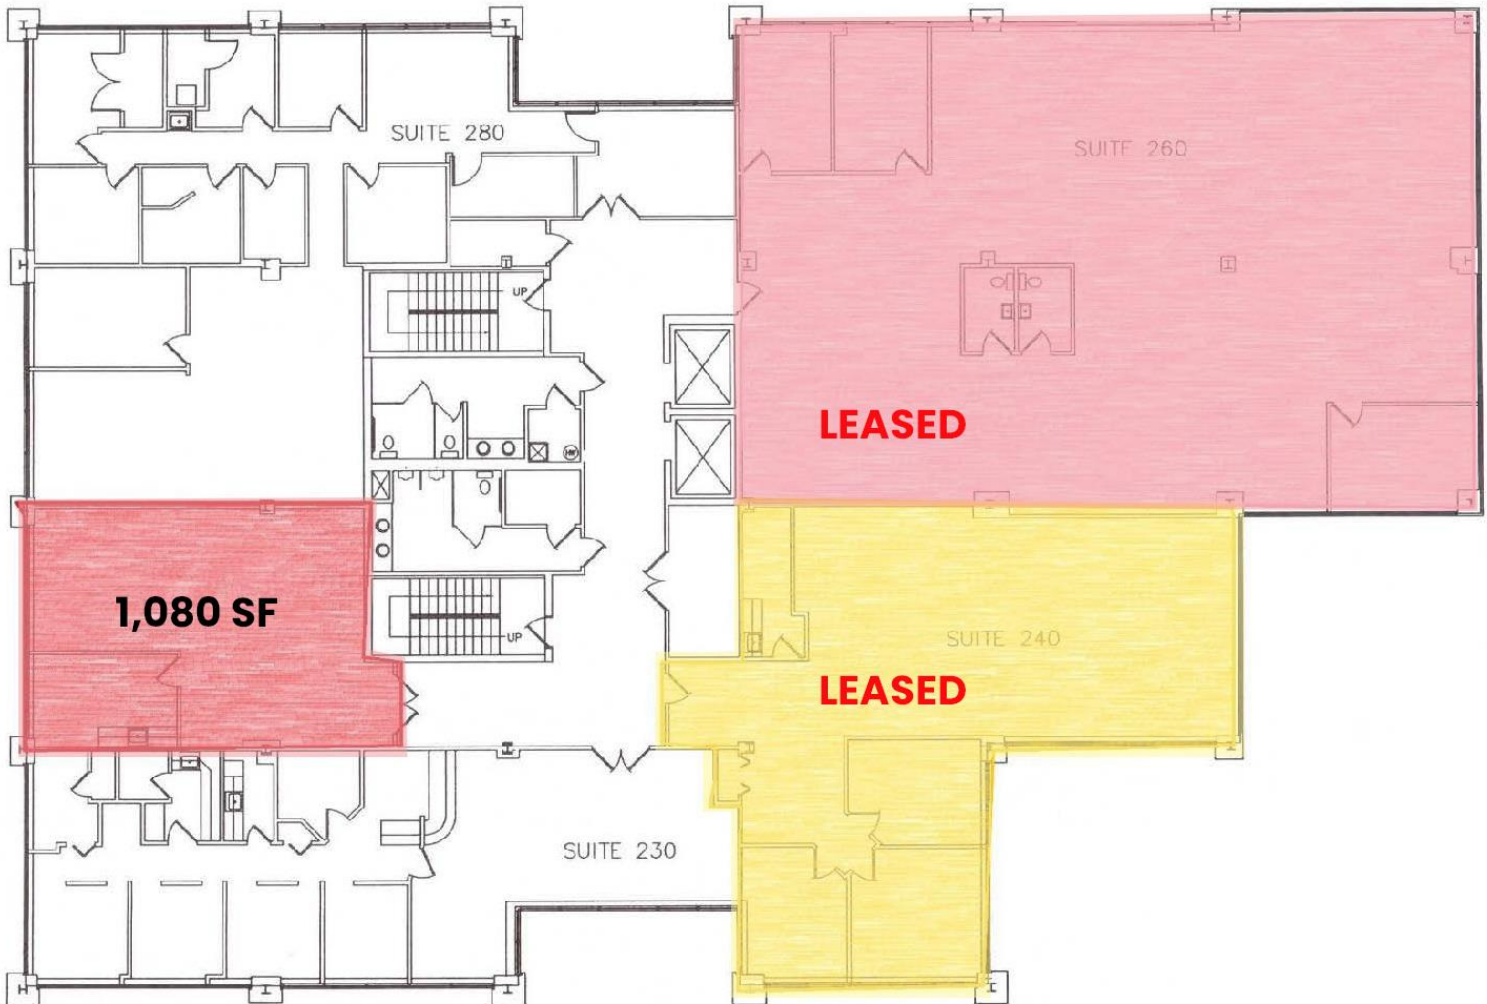 SUITE 280
SUITE 260
UP
LEASED
1,080 SF
UP
SUITE 240
LEASED
SUITE 230